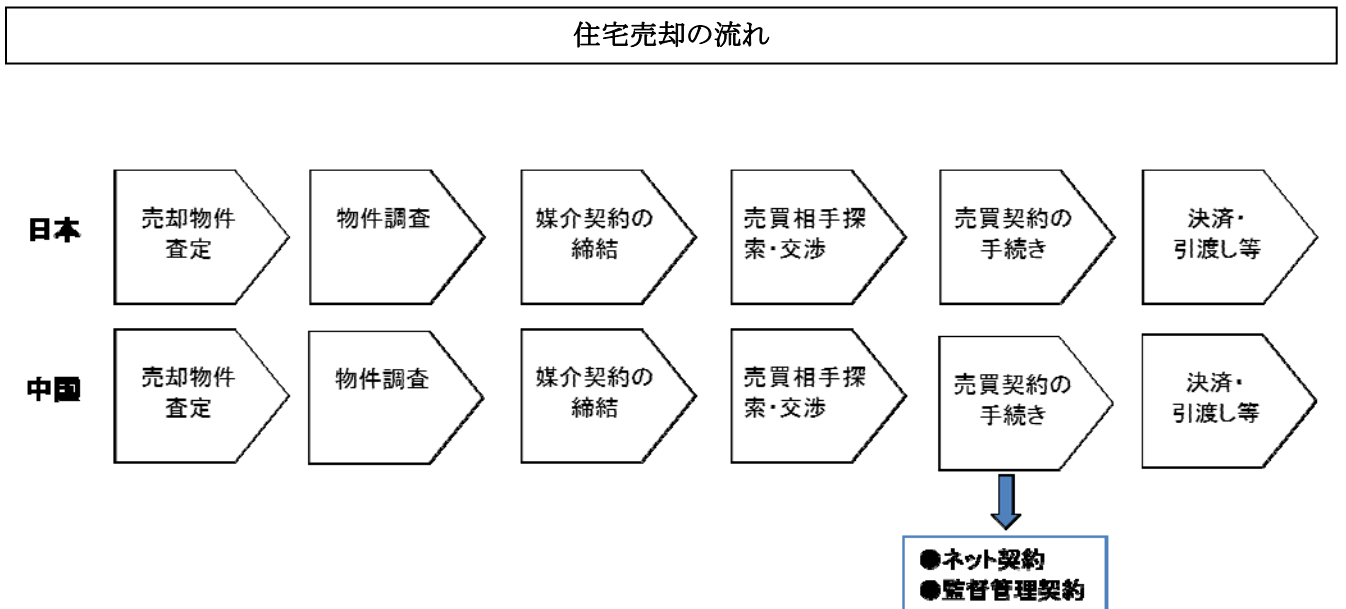 住宅売却の流れ
日本
売却物件
査定
物件調査
媒介契約の
締結
売買相手探
索・交渉
売買契約の
手続き
決済・
引渡し等
中国
売却物件
査定
物件調査
媒介契約の
締結
売買相手探
索・交渉
売買契約の
手続き
決済・
引渡し等
●ネット契約
●監督管理契約